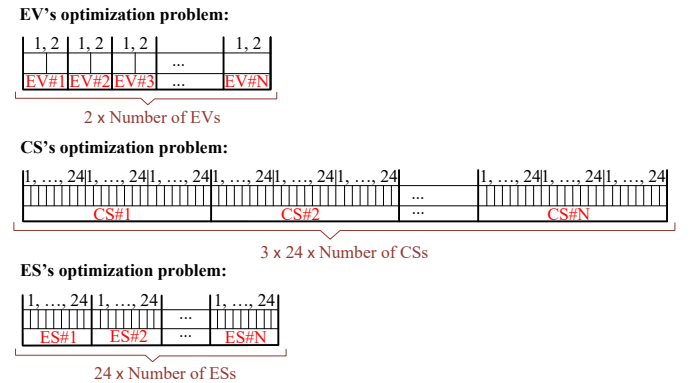 EV's optimization problem:
1, 2 1, 2 1, 2 1, 2
...
EV#1 EV#2 EV#3 ... EV#N
2 x Number of EVs
CS's optimization problem:
1, ..., 24 1, ..., 24 1, ..., 24 1, ..., 24 1, ..., 24 1, ..., 24 1, ..., 24 1, ..., 24 1, ..., 24
...
CS#1 CS#2 ... CS#N
3 x 24 x Number of CSs
ES's optimization problem:
1, ..., 24 1, ..., 24 1, ..., 24
...
ES#1 ES#2 ... ES#N
24 x Number of ESs